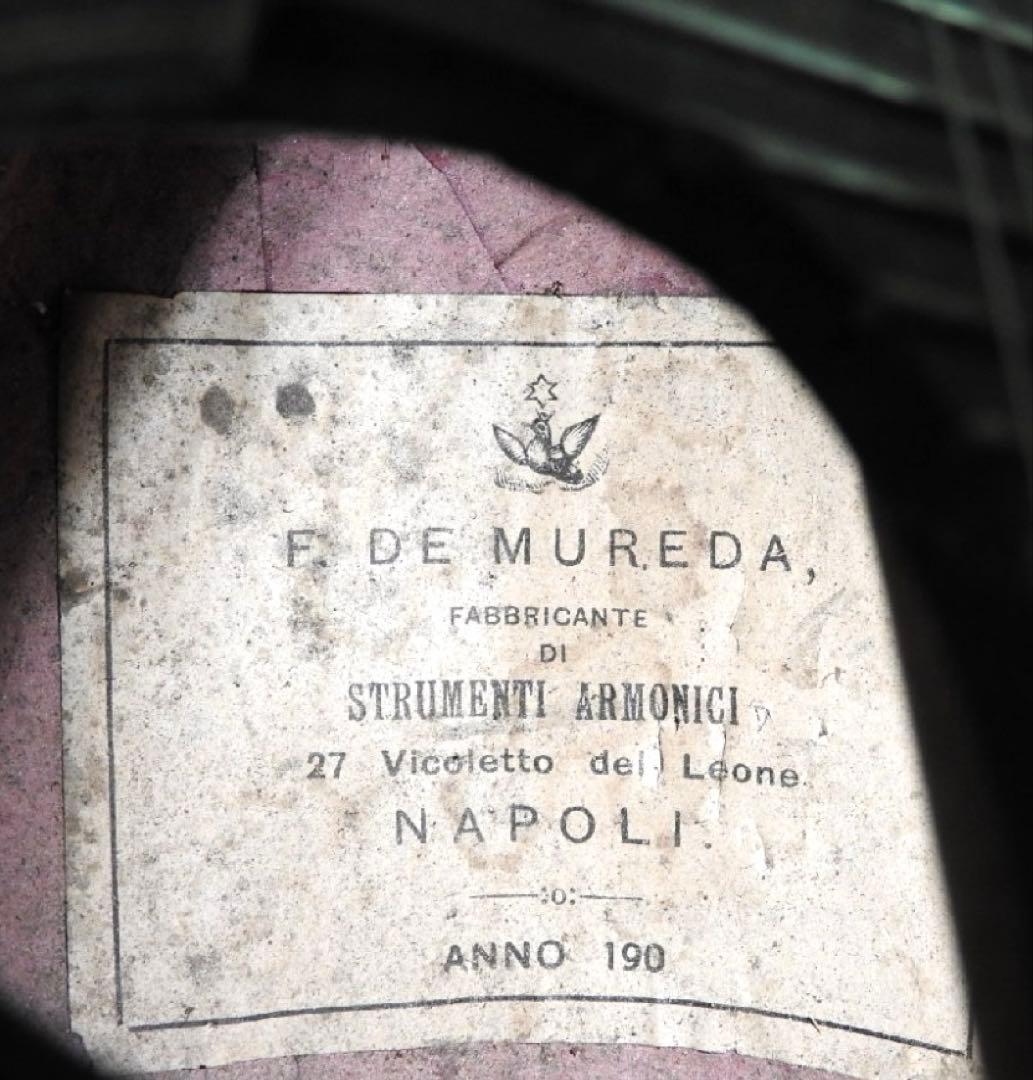 F. DE MUREDA,
FABBRICANTE
DI
STRUMENTI ARMONICI
27 Vicoletto del Leone.
NAPOLI.
—:o:—
ANNO 190